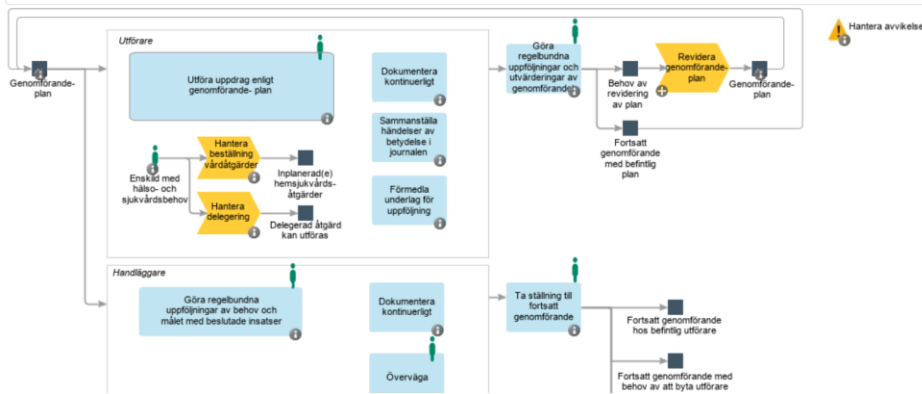 Hantera avvikelse
Utförare
Göra
regelbundna
uppföljningar och
utvärderingar av
genomförandet
Revidera
genomförande-
plan
Utföra uppdrag enligt
genomförande- plan
Dokumentera
kontinuerligt
Genomförande-
plan
Behov av
revidering
av plan
Genomförande-
plan
Sammanställa
händelser av
betydelse i
journalen
Fortsatt
genomförande
med befintlig
plan
Hantera
beställning
vårdåtgärder
Enskild med
hälso- och
sjukvårdsbehov
Inplanerad(e)
hemsjukvårds-
åtgärder
Förmedla
underlag för
uppföljning
Hantera
delegering
Delegerad åtgärd
kan utföras
Handläggare
Göra regelbundna
uppföljningar av behov och
målet med beslutade insatser
Dokumentera
kontinuerligt
Ta ställning till
fortsatt
genomförande
Fortsatt genomförande
hos befintlig utförare
Överväga
Fortsatt genomförande med
behov av att byta utförare